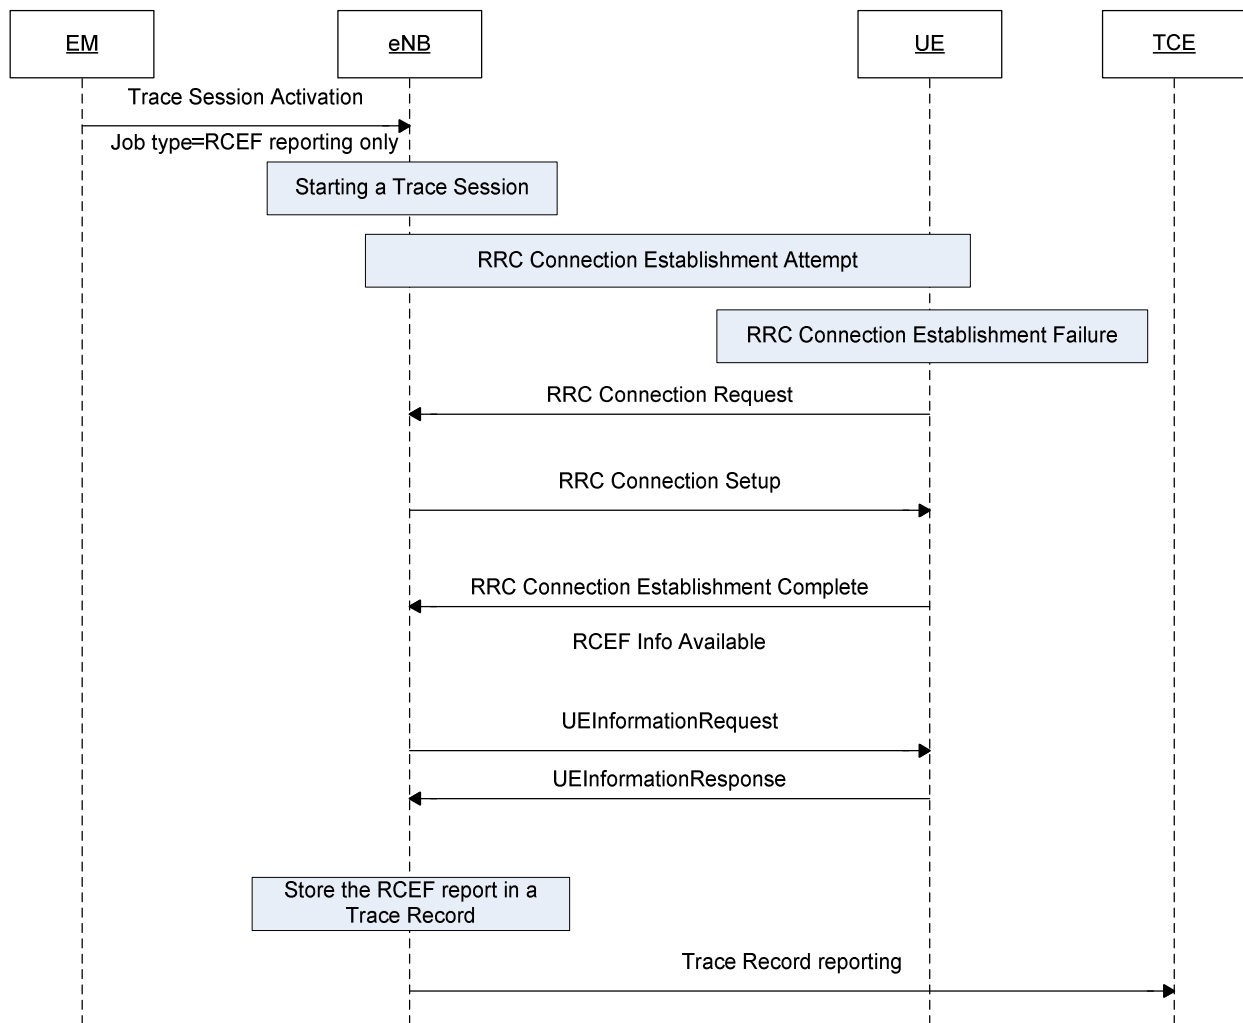 EM
eNB
UE
TCE
Trace Session Activation
Job type=RCEF reporting only
Starting a Trace Session
RRC Connection Establishment Attempt
RRC Connection Establishment Failure
RRC Connection Request
RRC Connection Setup
RRC Connection Establishment Complete
RCEF Info Available
UEInformationRequest
UEInformationResponse
Store the RCEF report in a
Trace Record
Trace Record reporting